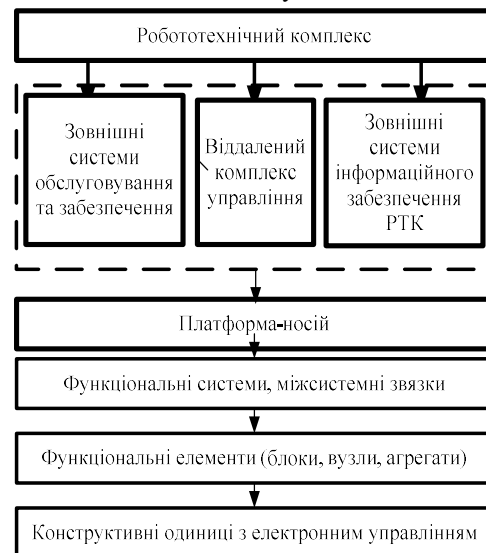 Робототехнічний комплекс
Зовнішні
системи
обслуговування
та забезпечення
Віддалений
комплекс
управління
Зовнішні
системи
інформаційного
забезпечення
РТК
Платформа-носій
Функціональні системи, міжсистемні звязки
Функціональні елементи (блоки, вузли, агрегати)
Конструктивні одиниці з електронним управлінням